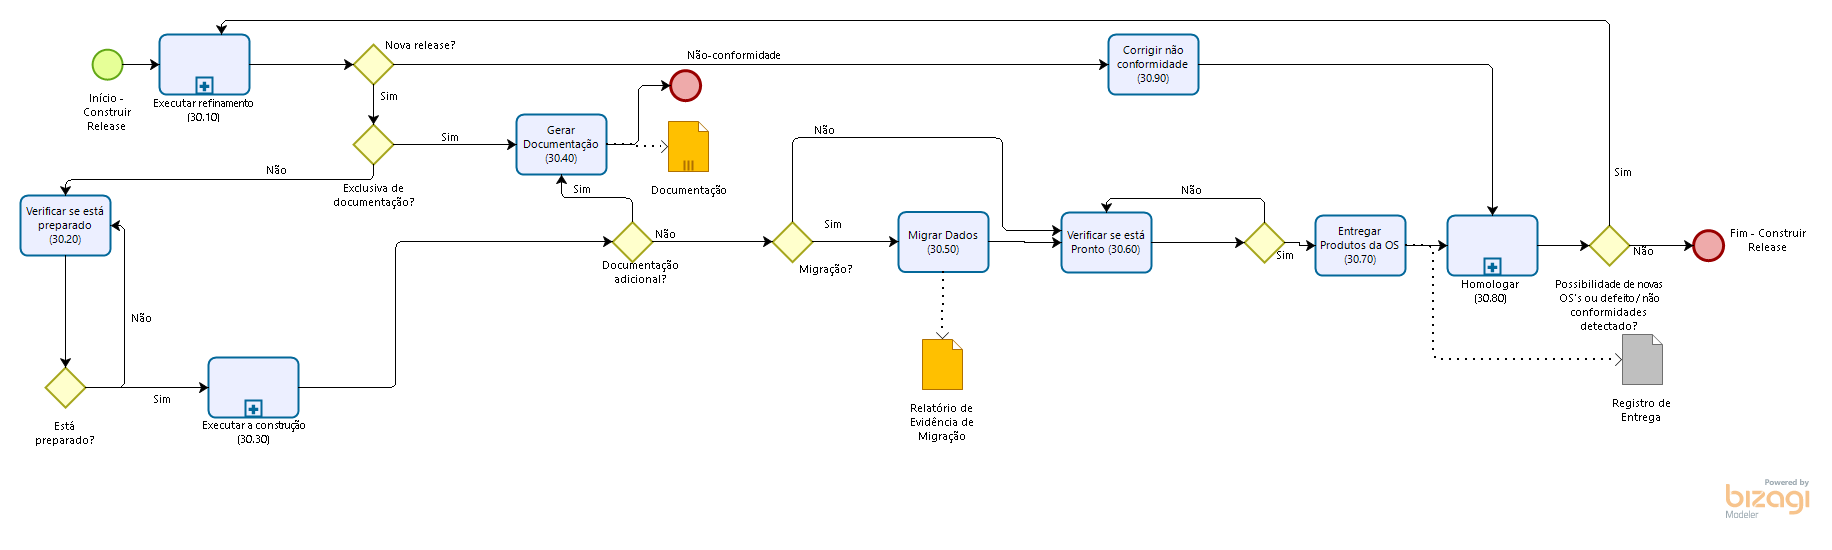 Início -
Construir
Release
Executar refinamento
(30.10)
Nova release?
Sim
Não-conformidade
Corrigir não
conformidade
(30.90)
Exclusiva de
documentação?
Sim
Não
Gerar
Documentação
(30.40)
Documentação
Verificar se está
preparado
(30.20)
Não
Está
preparado?
Sim
Executar a construção
(30.30)
Sim
Não
Documentação
adicional?
Não
Sim
Migração?
Migrar Dados
(30.50)
Relatório de
Evidência de
Migração
Verificar se está
Pronto (30.60)
Não
Sim
Entregar
Produtos da OS
(30.70)
Homologar
(30.80)
Sim
Não
Possibilidade de novas
OS's ou defeito/ não
conformidades
detectado?
Fim - Construir
Release
Registro de
Entrega
Powered by
bizagi
Modeler